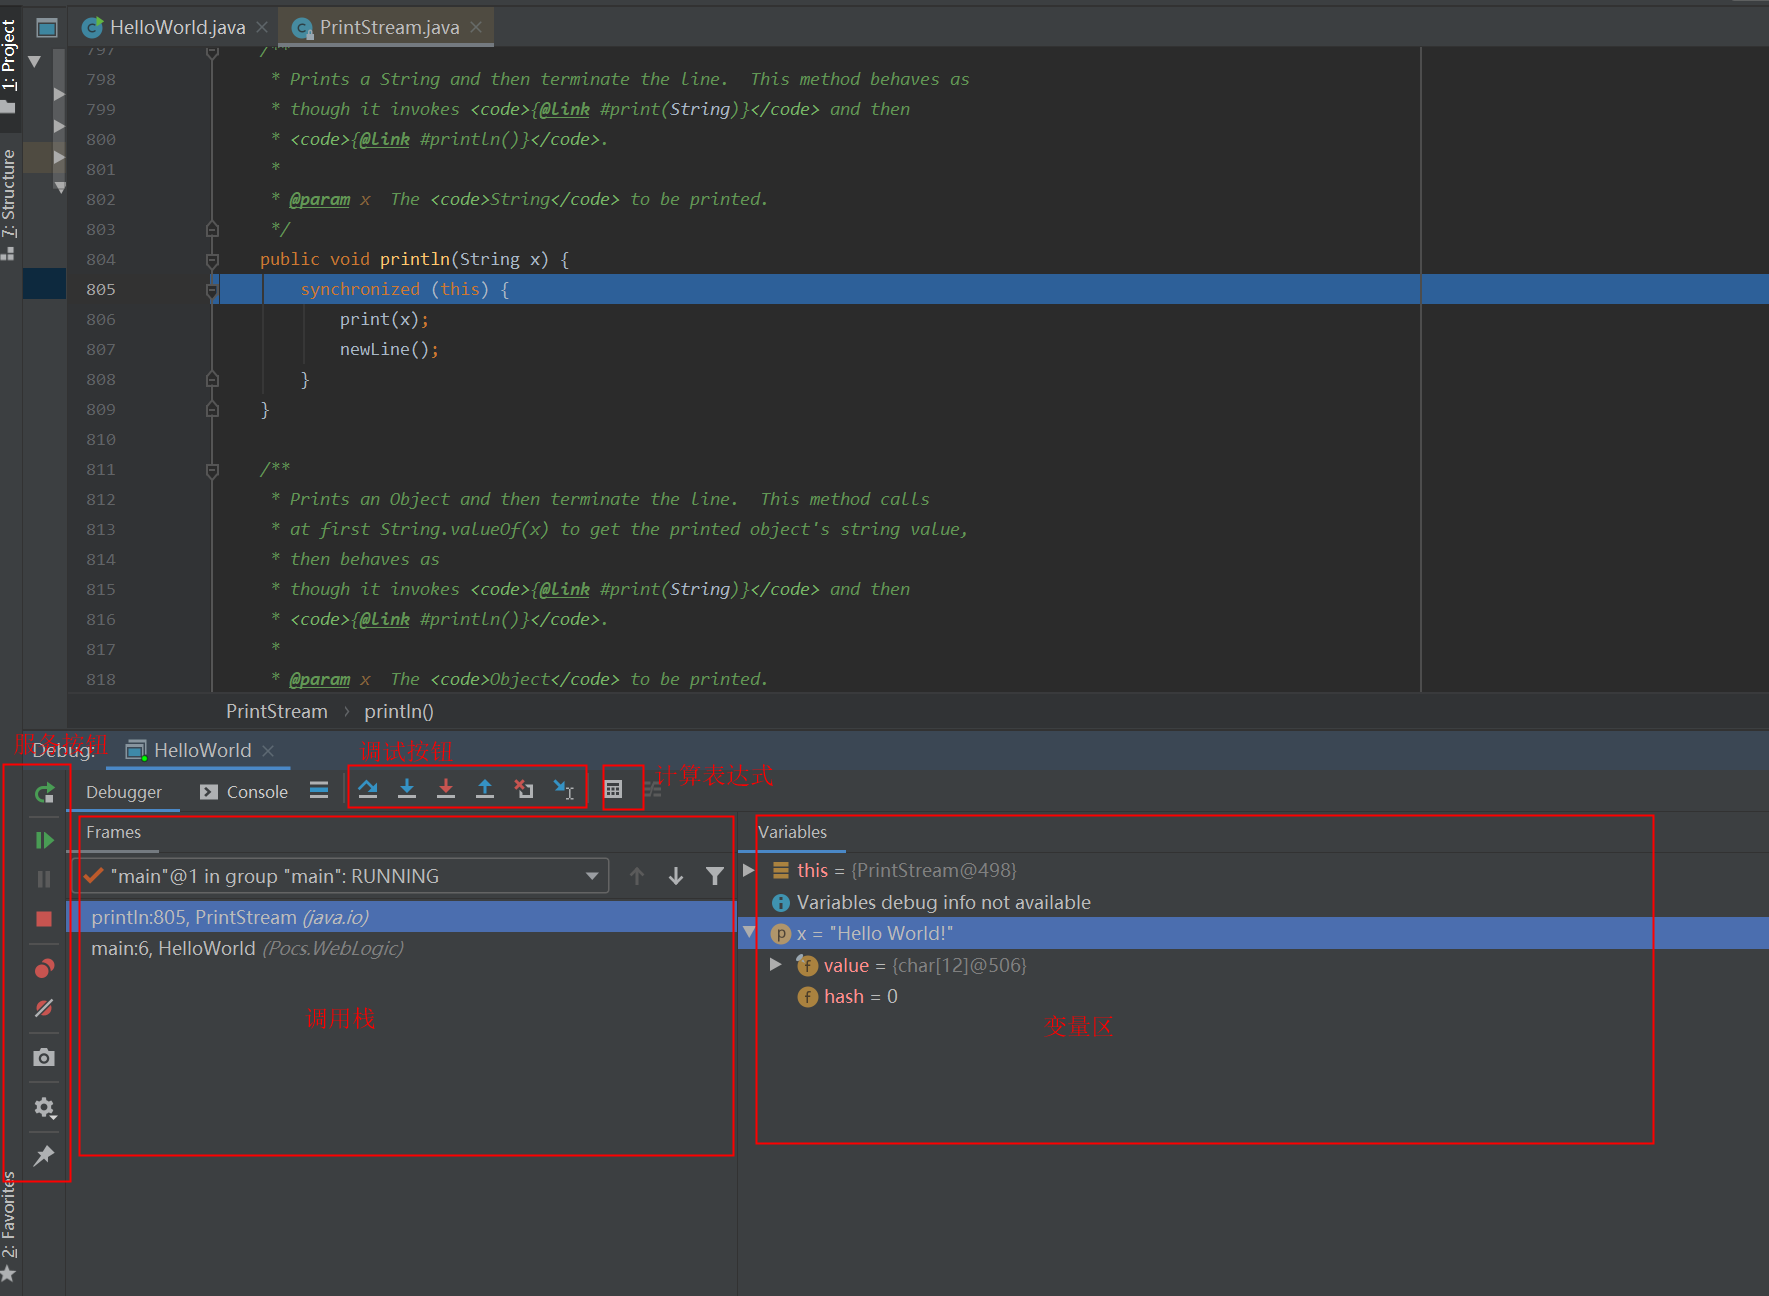 HelloWorld.java
PrintStream.java
1: Project
7: Structure
2: Favorites
797 /**
798 * Prints a String and then terminate the line.  This method behaves as
799 * though it invokes <code>{@link #print(String)}</code> and then
800 * <code>{@link #println()}</code>.
801 *
802 * @param x  The <code>String</code> to be printed.
803 */
804 public void println(String x) {
805 synchronized (this) {
806 print(x);
807 newLine();
808 }
809 }
810
811 /**
812 * Prints an Object and then terminate the line.  This method calls
813 * at first String.valueOf(x) to get the printed object's string value,
814 * then behaves as
815 * though it invokes <code>{@link #print(String)}</code> and then
816 * <code>{@link #println()}</code>.
817 *
818 * @param x  The <code>Object</code> to be printed.
PrintStream › println()
服务按钮
Debug:
HelloWorld
调试按钮
计算表达式
Debugger
Console
Frames
Variables
"main"@1 in group "main": RUNNING
println:805, PrintStream (java.io)
main:6, HelloWorld (Pocs.WebLogic)
调用栈
this = {PrintStream@498}
Variables debug info not available
x = "Hello World!"
value = {char[12]@506}
hash = 0
变量区